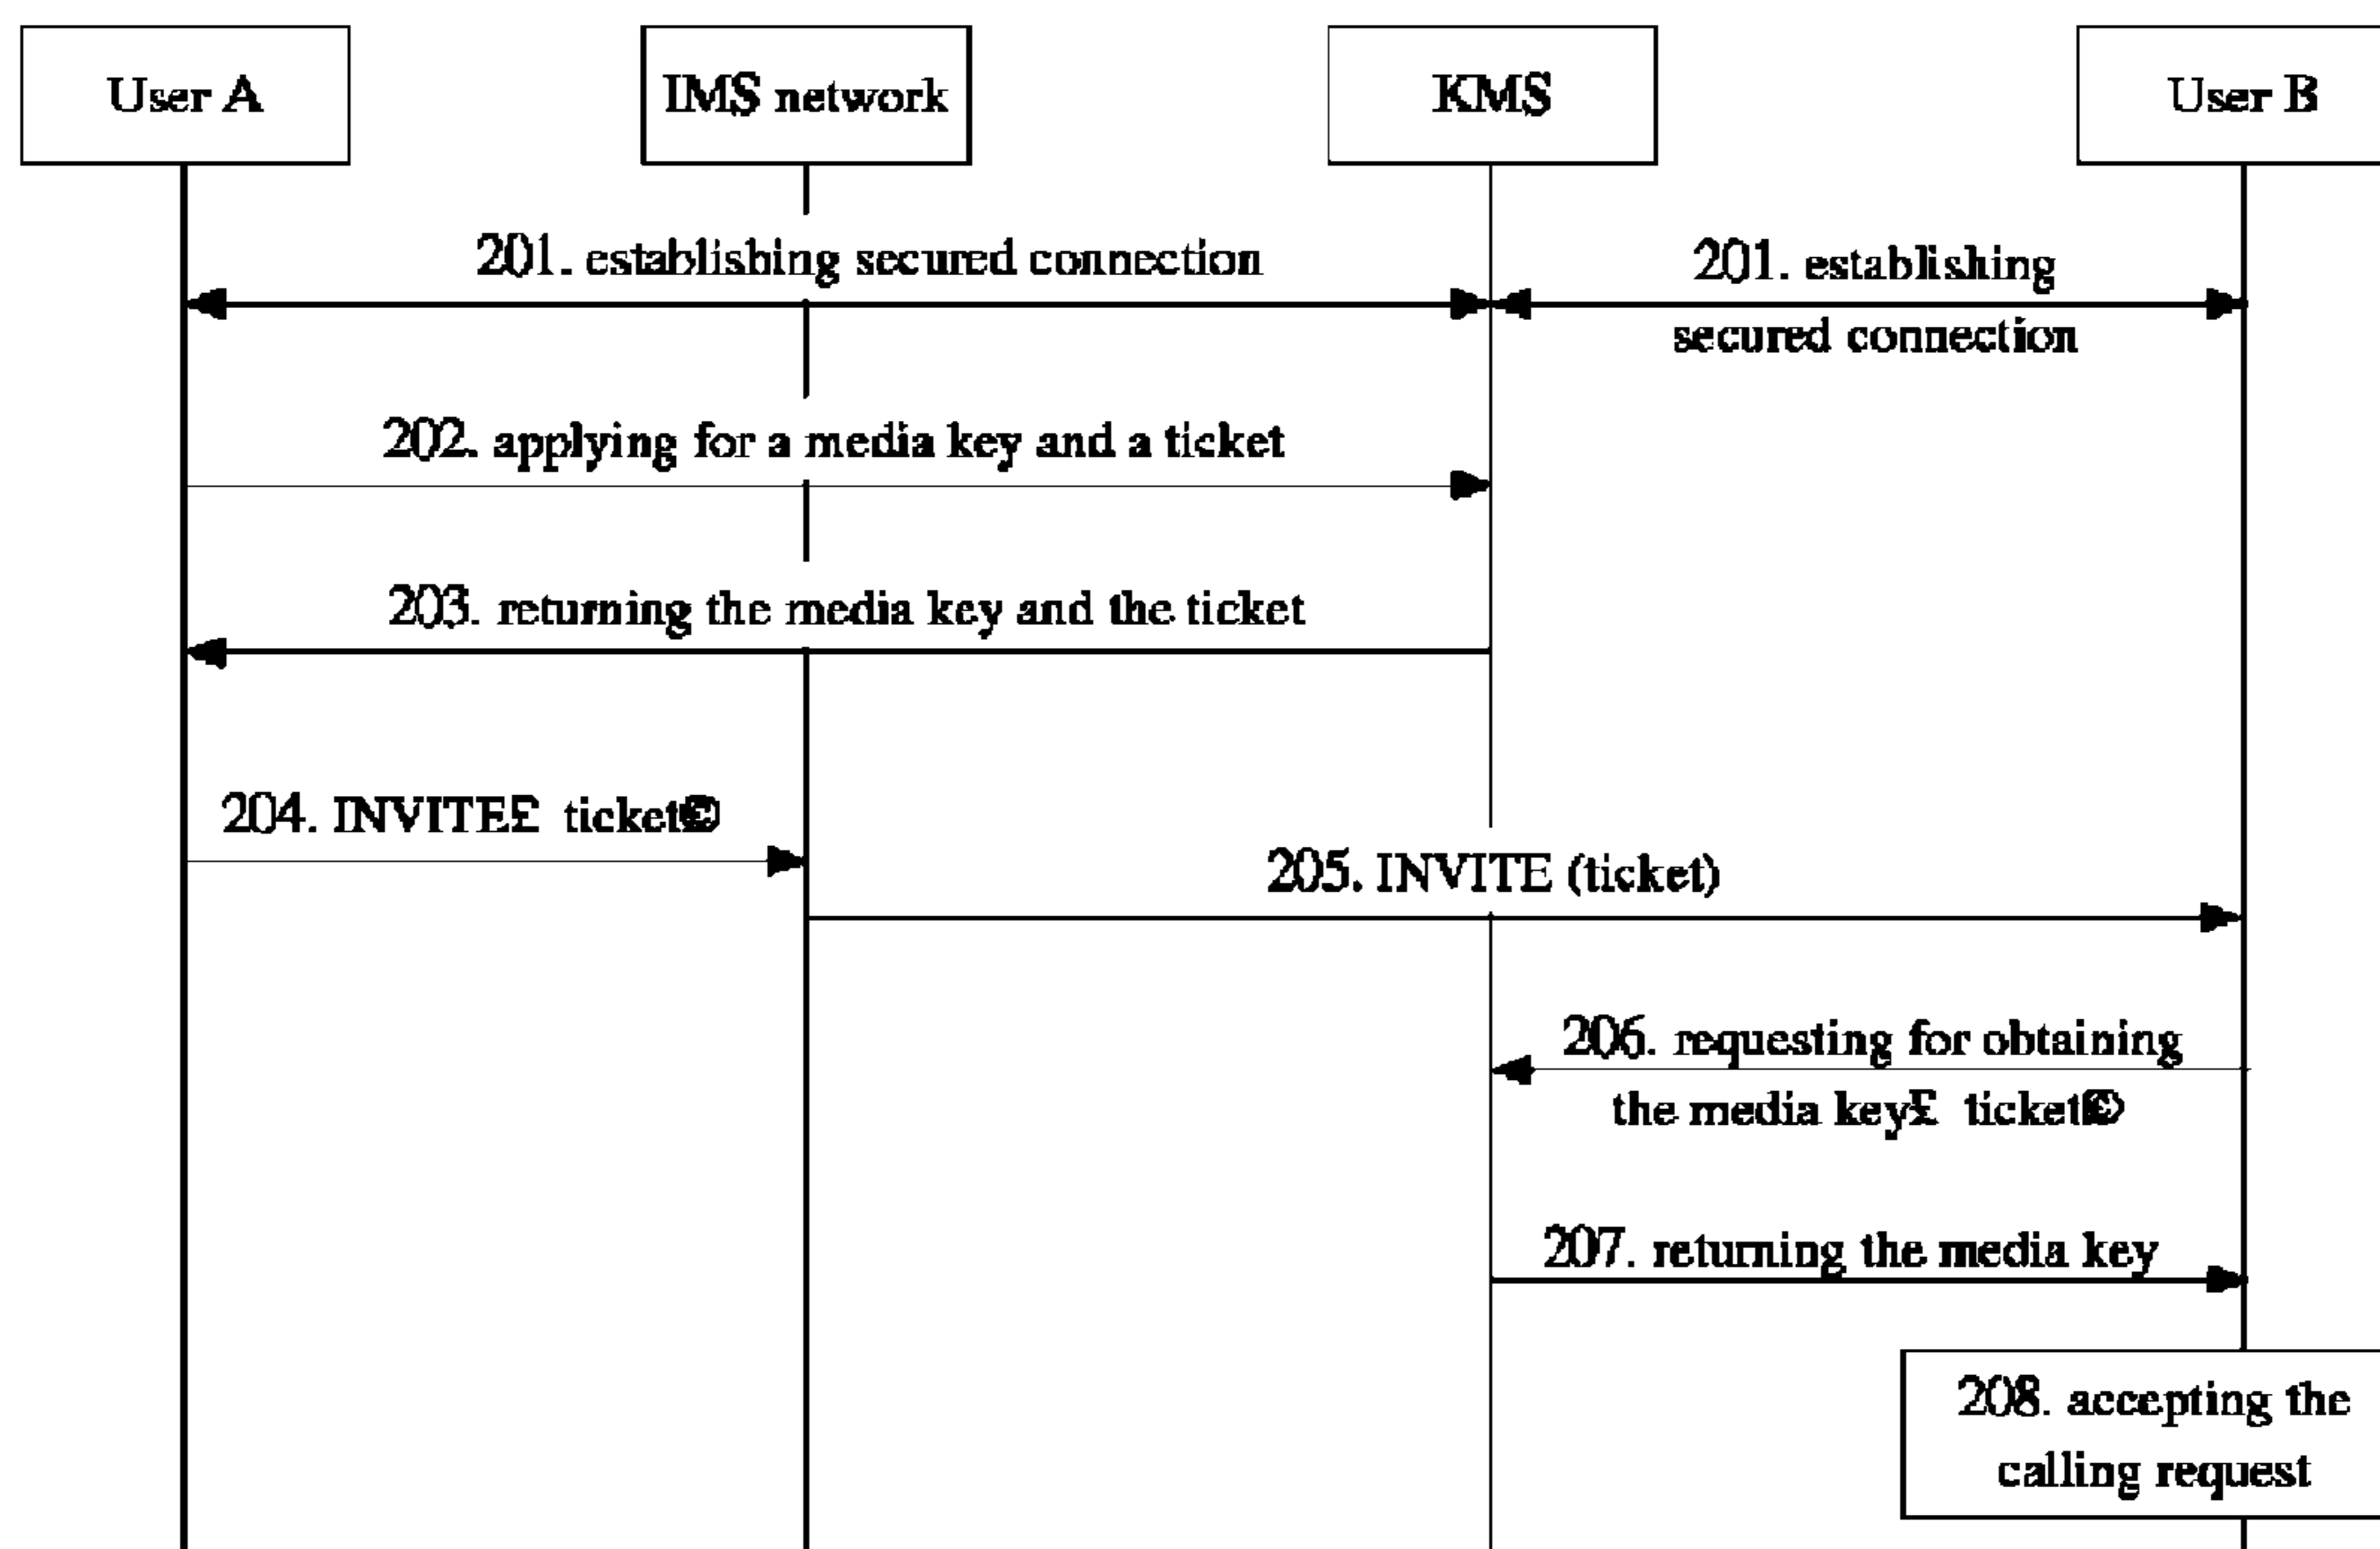 User A
IMS network
KMS
User B
201. establishing secured connection
201. establishing
secured connection
202. applying for a media key and a ticket
203. returning the media key and the ticket
204. INVITE£ ticket£©
205. INVITE (ticket)
206. requesting for obtaining
the media key£ ticket£©
207. returning the media key
208. accepting the
calling request